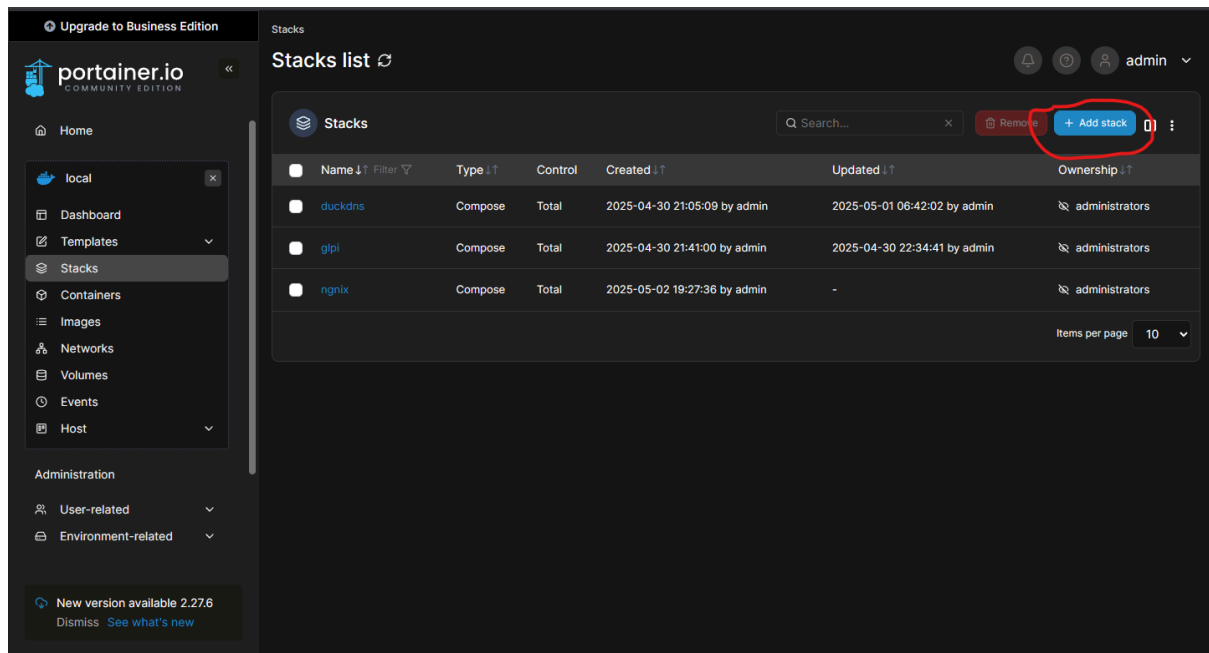 Upgrade to Business Edition
portainer.io
COMMUNITY EDITION
Home
local
Dashboard
Templates
Stacks
Containers
Images
Networks
Volumes
Events
Host
Administration
User-related
Environment-related
New version available 2.27.6
Dismiss See what's new
Stacks
Stacks list
admin
Stacks
Search... Remove + Add stack
Name Filter Type Control Created Updated Ownership
duckdns Compose Total 2025-04-30 21:05:09 by admin 2025-05-01 06:42:02 by admin administrators
glpi Compose Total 2025-04-30 21:41:00 by admin 2025-04-30 22:34:41 by admin administrators
ngnix Compose Total 2025-05-02 19:27:36 by admin - administrators
Items per page 10